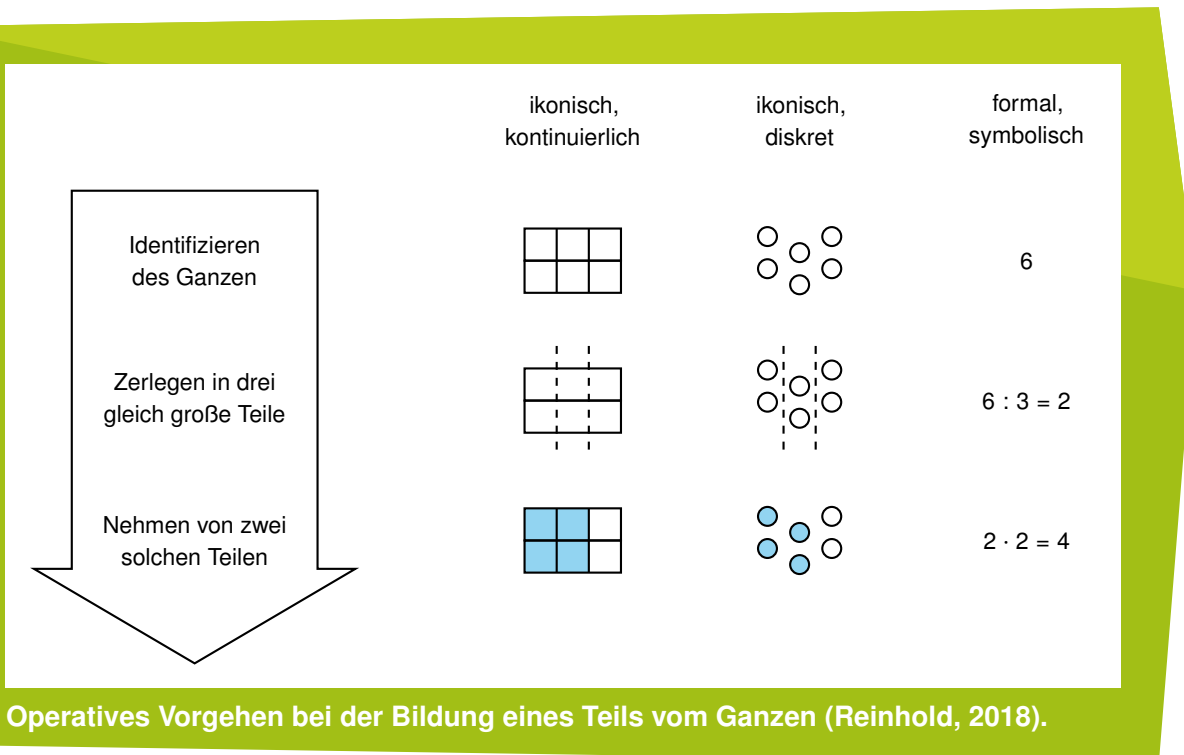 ikonisch,
kontinuierlich
ikonisch,
diskret
formal,
symbolisch
Identifizieren
des Ganzen
6
Zerlegen in drei
gleich große Teile
6 : 3 = 2
Nehmen von zwei
solchen Teilen
2 · 2 = 4
Operatives Vorgehen bei der Bildung eines Teils vom Ganzen (Reinhold, 2018).